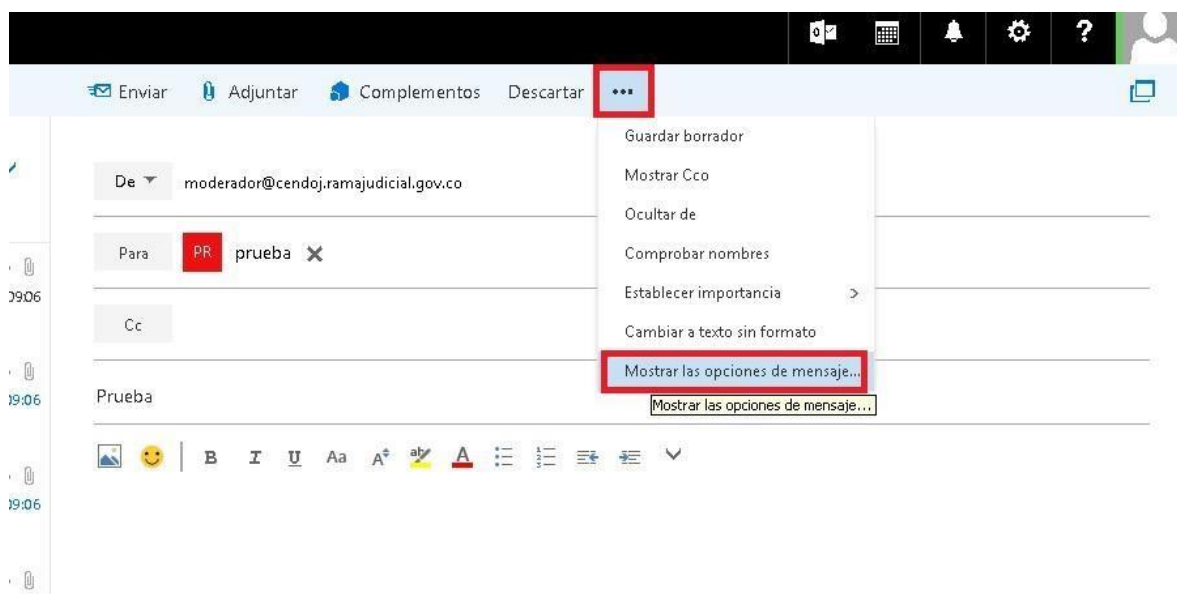 Enviar Adjuntar Complementos Descartar •••
Guardar borrador
De moderador@cendoj.ramajudicial.gov.co
Mostrar Cco
Ocultar de
Para PR prueba
Comprobar nombres
09:06
Establecer importancia
Cc
Cambiar a texto sin formato
Mostrar las opciones de mensaje...
09:06
Prueba
Mostrar las opciones de mensaje...
B I U Aa A ab A
09:06